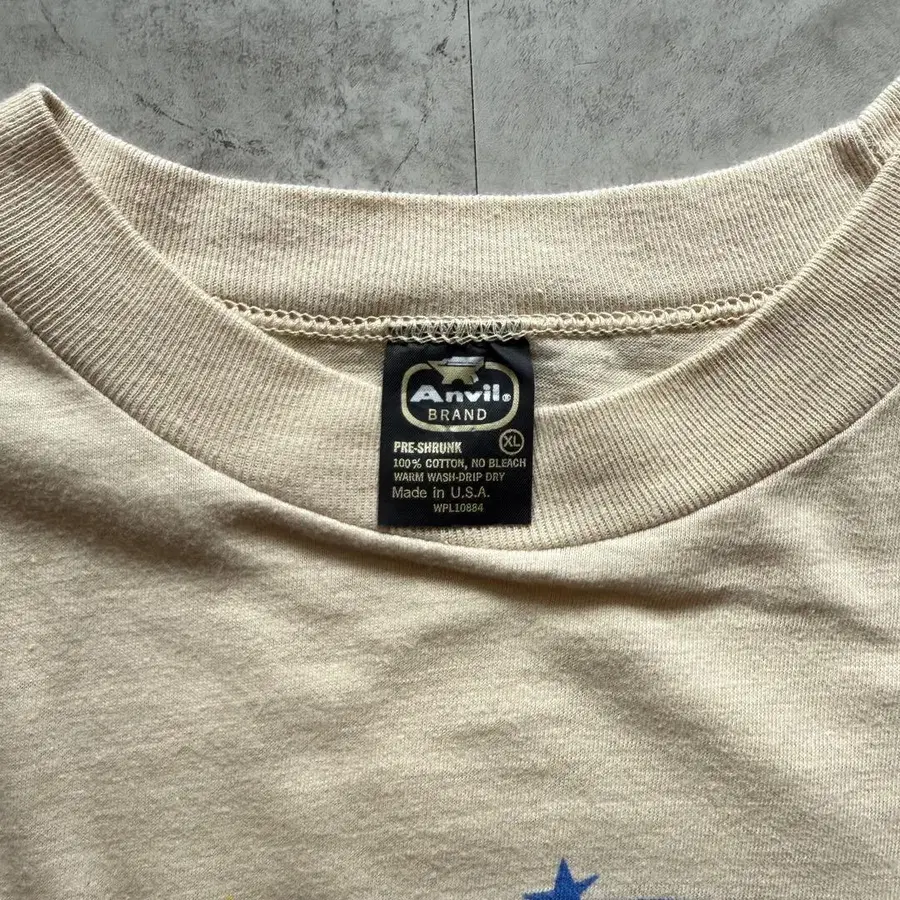 Anvil®
BRAND
XL
PRE-SHRUNK
100% COTTON, NO BLEACH
WARM WASH-DRIP DRY
Made in U.S.A.
WPL10884